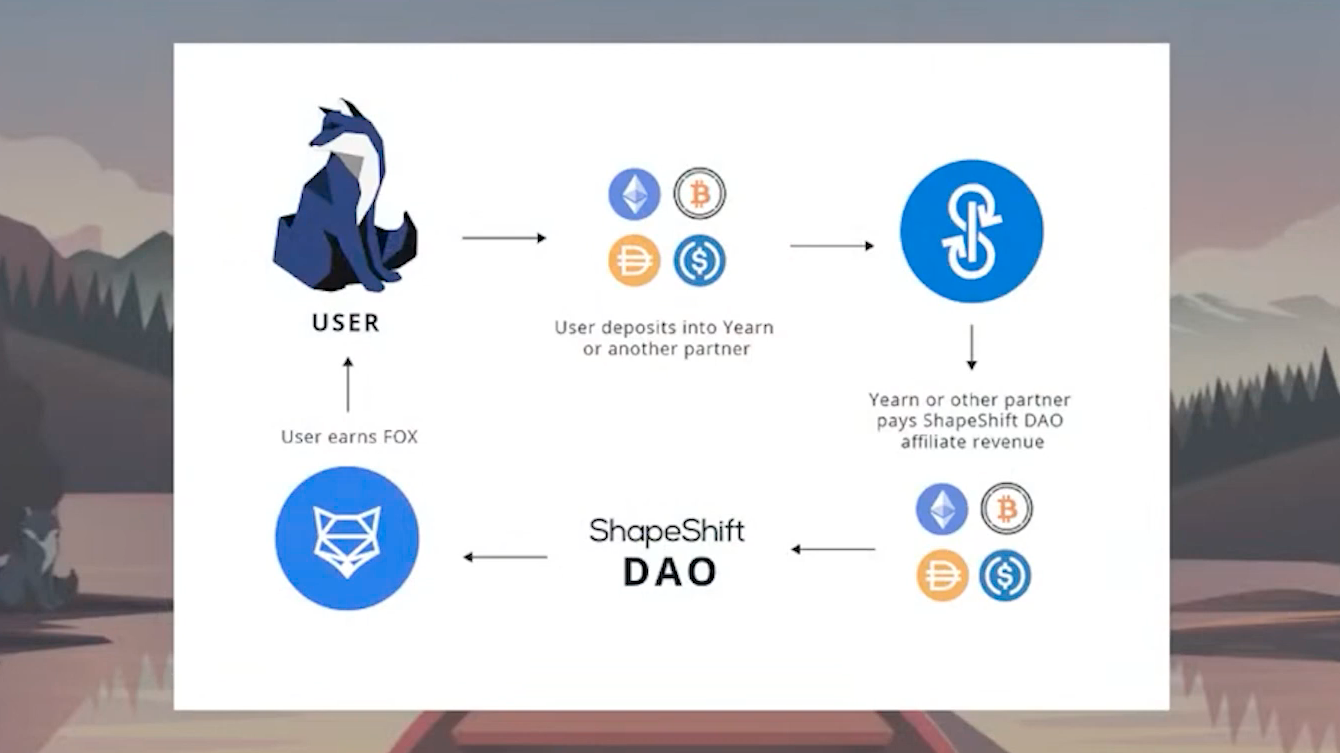 USER
User deposits into Yearn
or another partner
Yearn or other partner
pays ShapeShift DAO
affiliate revenue
User earns FOX
ShapeShift
DAO